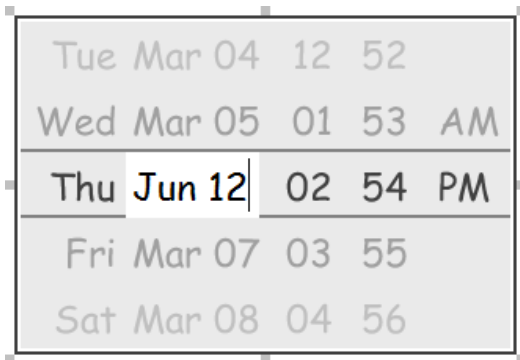 Tue Mar 04 12 52
Wed Mar 05 01 53 AM
Thu Jun 12 02 54 PM
Fri Mar 07 03 55
Sat Mar 08 04 56